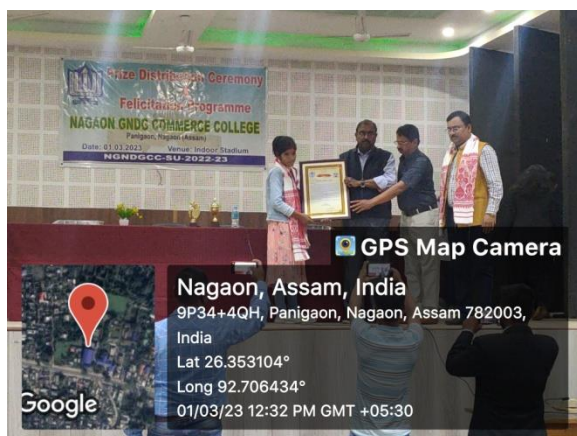 Prize Distribution Ceremony
&
Felicitation Programme
NAGAON GNDG COMMERCE COLLEGE
Panigaon, Nagaon (Assam)
Date: 01.03.2023 Venue: Indoor Stadium
NGNDGCC-SU-2022-23
GPS Map Camera
Nagaon, Assam, India
9P34+4QH, Panigaon, Nagaon, Assam 782003,
India
Lat 26.353104°
Long 92.706434°
01/03/23 12:32 PM GMT +05:30
Google